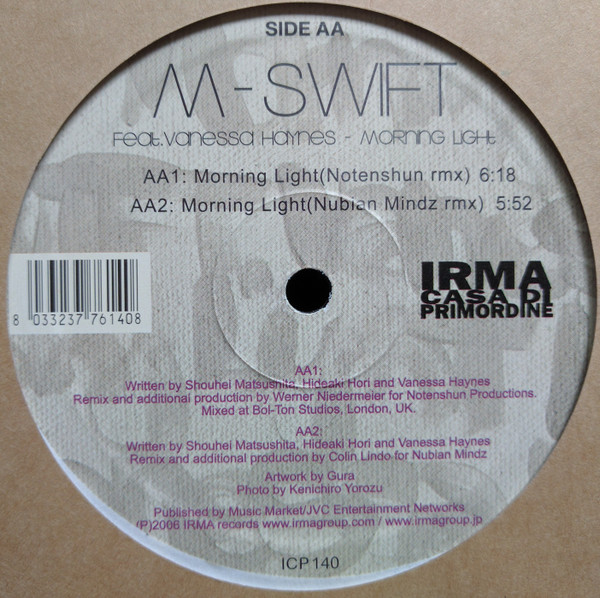 SIDE AA
M-SWIFT
Feat.Vanessa Haynes - Morning Light
AA1: Morning Light(Notenshun rmx) 6:18
AA2: Morning Light(Nubian Mindz rmx) 5:52
8 033237 761408
IRMA
CASA DI
PRIMORDINE
AA1:
Written by Shouhei Matsushita, Hideaki Hori and Vanessa Haynes
Remix and additional production by Werner Niedermeier for Notenshun Productions.
Mixed at Bol-Ton Studios, London, UK.
AA2:
Written by Shouhei Matsushita, Hideaki Hori and Vanessa Haynes
Remix and additional production by Colin Lindo for Nubian Mindz
Artwork by Gura
Photo by Kenichiro Yorozu
Published by Music Market/JVC Entertainment Networks
(P)2006 IRMA records www.irmagroup.com / www.irmagroup.jp
ICP140